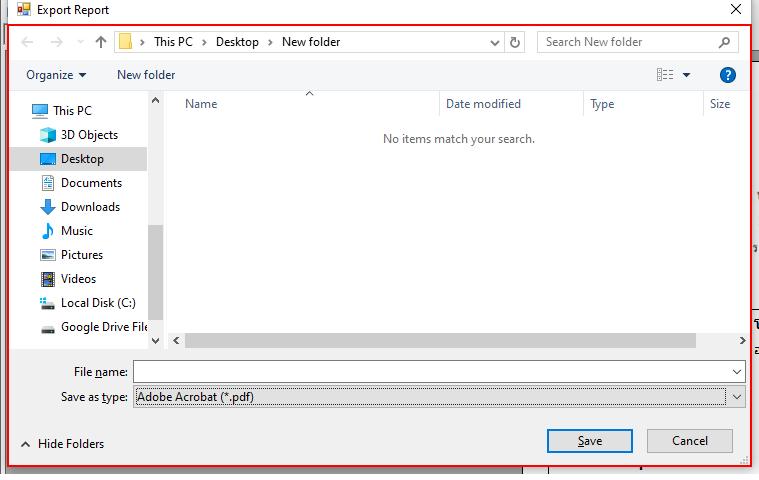 Export Report
This PC > Desktop > New folder
Search New folder
Organize
New folder
?
Name
Date modified
Type
Size
No items match your search.
This PC
3D Objects
Desktop
Documents
Downloads
Music
Pictures
Videos
Local Disk (C:)
Google Drive File
File name:
Save as type: Adobe Acrobat (*.pdf)
Hide Folders
Save
Cancel